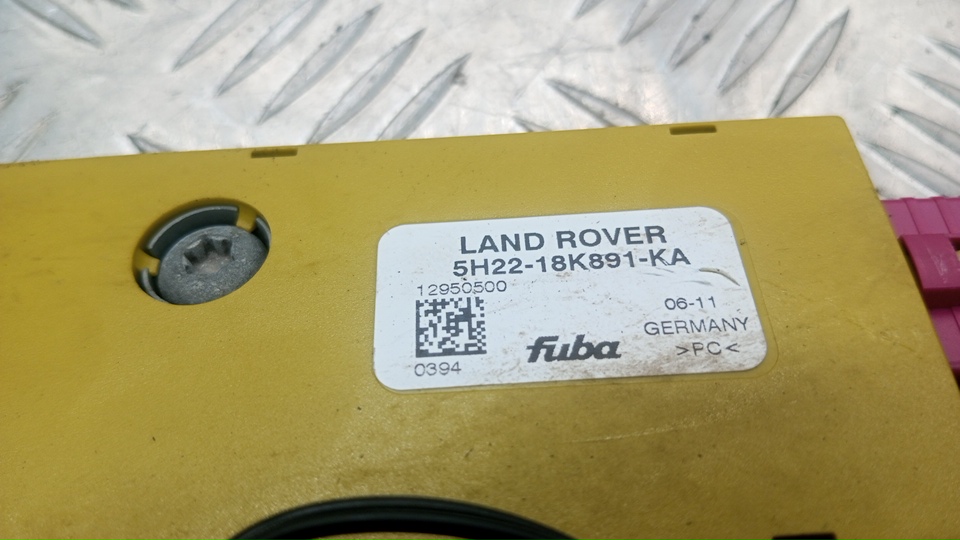 LAND ROVER
5H22-18K891-KA
12950500
06-11
GERMANY
fuba
>PC<
0394